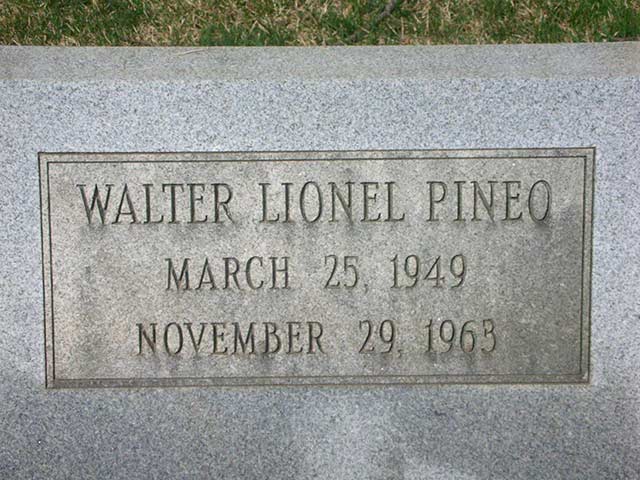 WALTER LIONEL PINEO
MARCH 25, 1949
NOVEMBER 29, 1963